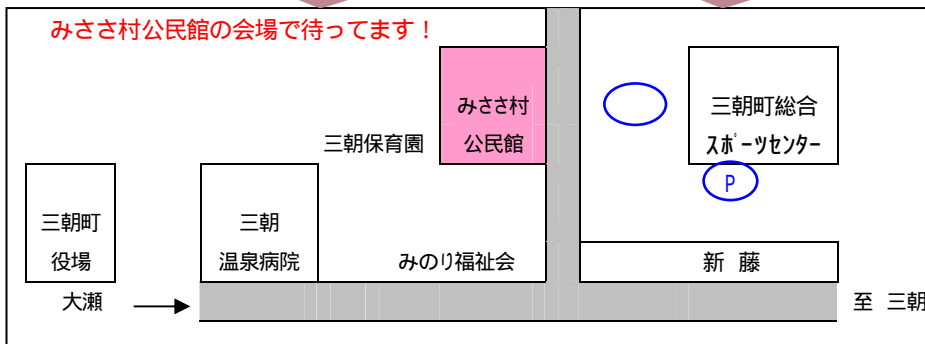 みささ村公民館の会場で待ってます！
みささ村
公民館
三朝保育園
三朝町総合
ｽﾎﾟｰﾂｾﾝﾀｰ
P
三朝町
役場
三朝
温泉病院
みのり福祉会
新 藤
大瀬
至 三朝